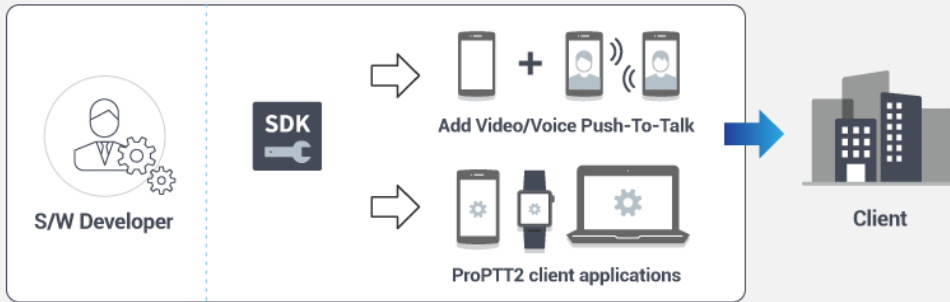 S/W Developer
SDK
Add Video/Voice Push-To-Talk
ProPTT2 client applications
Client